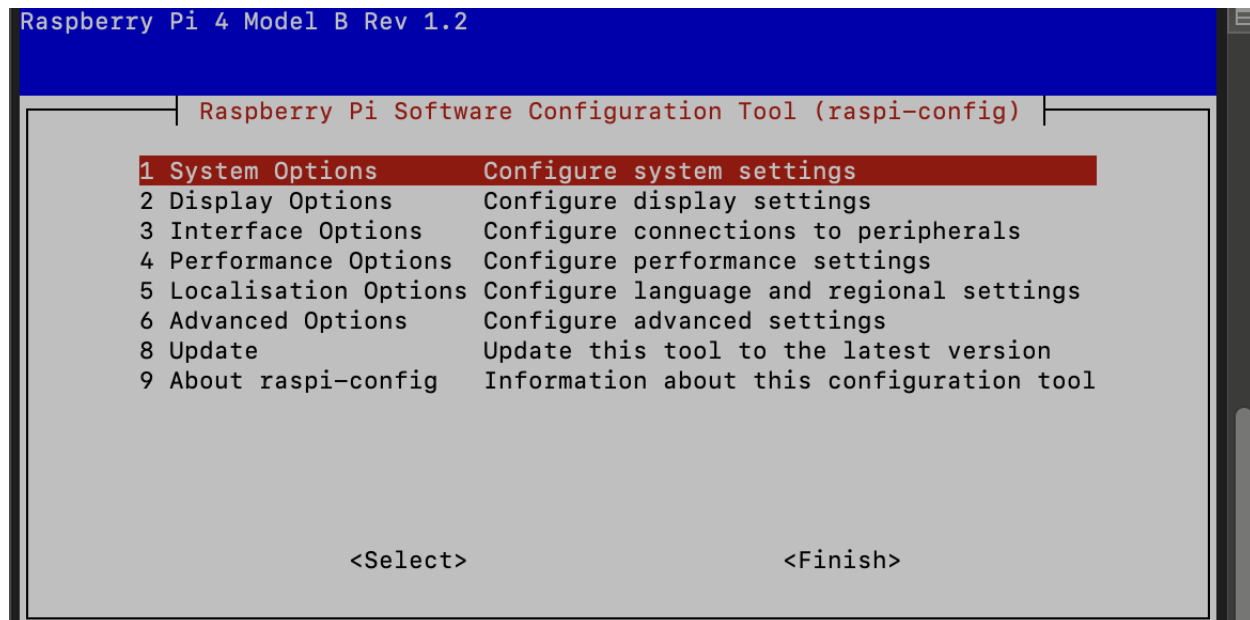 Raspberry Pi 4 Model B Rev 1.2
Raspberry Pi Software Configuration Tool (raspi-config)
1 System Options Configure system settings
2 Display Options Configure display settings
3 Interface Options Configure connections to peripherals
4 Performance Options Configure performance settings
5 Localisation Options Configure language and regional settings
6 Advanced Options Configure advanced settings
8 Update Update this tool to the latest version
9 About raspi-config Information about this configuration tool
<Select> <Finish>